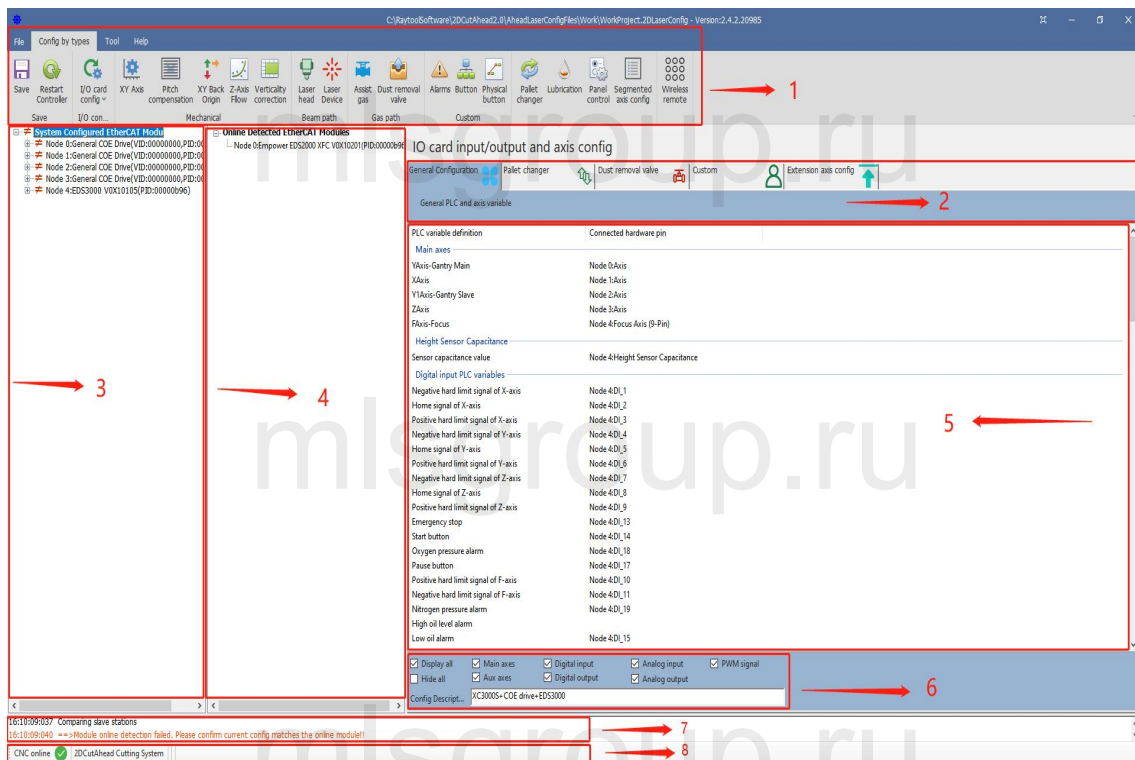 C:\RaytoolSoftware\2DCutAhead2.0\AheadLaserConfigFiles\Work\WorkProject.2DLaserConfig - Version:2.4.2.20985
File Config by types Tool Help
Save Restart Controller I/O card config XY Axis Pitch compensation XY Back Origin Z-Axis Flow Verticality correction Laser head Laser Device Assist gas Dust removal valve Alarms Button Physical button Pallet changer Lubrication Panel control Segmented axis config Wireless remote
1
Save I/O con... Mechanical Beam path Gas path Custom
System Configured EtherCAT Modu
Node 0:General COE Drive(VID:00000000,PID:00
Node 1:General COE Drive(VID:00000000,PID:00
Node 2:General COE Drive(VID:00000000,PID:00
Node 3:General COE Drive(VID:00000000,PID:00
Node 4:EDS3000 V0X10105(PID:00000b96)
3
Online Detected EtherCAT Modules
Node 0:Empower EDS2000 XFC V0X10201(PID:00000b96
4
IO card input/output and axis config
General Configuration Pallet changer Dust removal valve Custom Extension axis config
General PLC and axis variable
2
PLC variable definition Connected hardware pin
Main axes
YAxis-Gantry Main Node 0:Axis
XAxis Node 1:Axis
Y1Axis-Gantry Slave Node 2:Axis
ZAxis Node 3:Axis
FAxis-Focus Node 4:Focus Axis (9-Pin)
Height Sensor Capacitance
Sensor capacitance value Node 4:Height Sensor Capacitance
Digital input PLC variables
Negative hard limit signal of X-axis Node 4:DI_1
Home signal of X-axis Node 4:DI_2
Positive hard limit signal of X-axis Node 4:DI_3
Negative hard limit signal of Y-axis Node 4:DI_4
Home signal of Y-axis Node 4:DI_5
Positive hard limit signal of Y-axis Node 4:DI_6
Negative hard limit signal of Z-axis Node 4:DI_7
Home signal of Z-axis Node 4:DI_8
Positive hard limit signal of Z-axis Node 4:DI_9
Emergency stop Node 4:DI_13
Start button Node 4:DI_14
Oxygen pressure alarm Node 4:DI_18
Pause button Node 4:DI_17
Positive hard limit signal of F-axis Node 4:DI_10
Negative hard limit signal of F-axis Node 4:DI_11
Nitrogen pressure alarm Node 4:DI_19
High oil level alarm
Low oil alarm Node 4:DI_15
5
Display all Main axes Digital input Analog input PWM signal
Hide all Aux axes Digital output Analog output
Config Descript... XC3000S+COE drive+EDS3000
6
16:10:09:037 Comparing slave stations
16:10:09:040 ==>Module online detection failed. Please confirm current config matches the online module!!
7
CNC online 2DCutAhead Cutting System
8
mlsgroup.ru
mlsgroup.ru
mlsgroup.ru